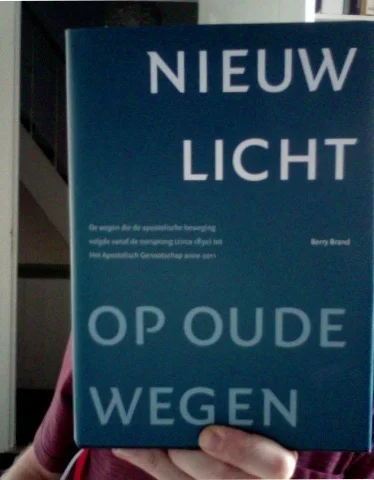 NIEUW
LICHT
De wegen die de apostolische beweging
volgde vanaf de oorsprong (circa 1830) tot
Het Apostolisch Genootschap anno 2011
Berry Brand
OP OUDE
WEGEN